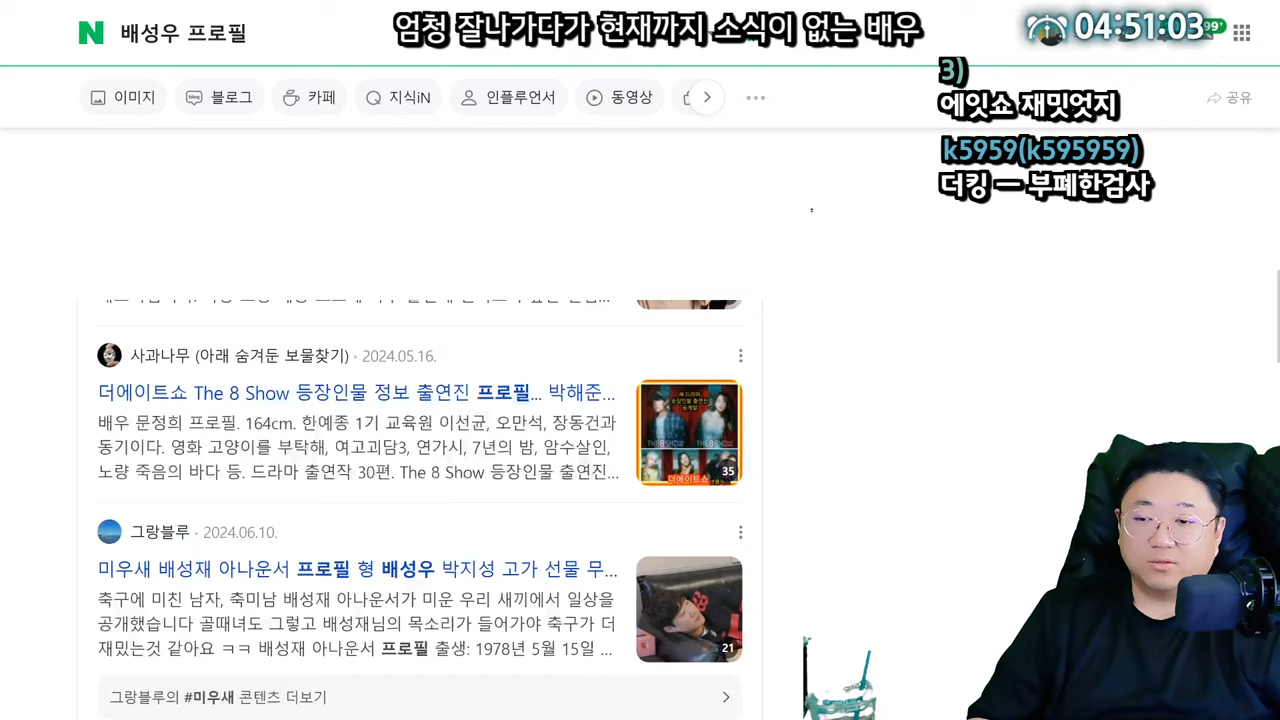 엄청 잘나가다가 현재까지 소식이 없는 배우
N 배성우 프로필
04:51:03
99+
3)
에잇쇼 재밋엇지
k5959(k595959)
더킹 ㅡ 부폐한검사
이미지 블로그 카페 지식iN 인플루언서 동영상
공유
사과나무 (아래 숨겨둔 보물찾기) · 2024.05.16.
더에이트쇼 The 8 Show 등장인물 정보 출연진 프로필... 박해준...
배우 문정희 프로필. 164cm. 한예종 1기 교육원 이선균, 오만석, 장동건과
동기이다. 영화 고양이를 부탁해, 여고괴담3, 연가시, 7년의 밤, 암수살인,
노량 죽음의 바다 등. 드라마 출연작 30편. The 8 Show 등장인물 출연진...
THE 8 SHOW THE 8 SHOW
더에이트쇼
35
그랑블루 · 2024.06.10.
미우새 배성재 아나운서 프로필 형 배성우 박지성 고가 선물 무...
축구에 미친 남자, 축미남 배성재 아나운서가 미운 우리 새끼에서 일상을
공개했습니다 골때녀도 그렇고 배성재님의 목소리가 들어가야 축구가 더
재밌는것 같아요 ㅋㅋ 배성재 아나운서 프로필 출생: 1978년 5월 15일 ...
21
그랑블루의 #미우새 콘텐츠 더보기